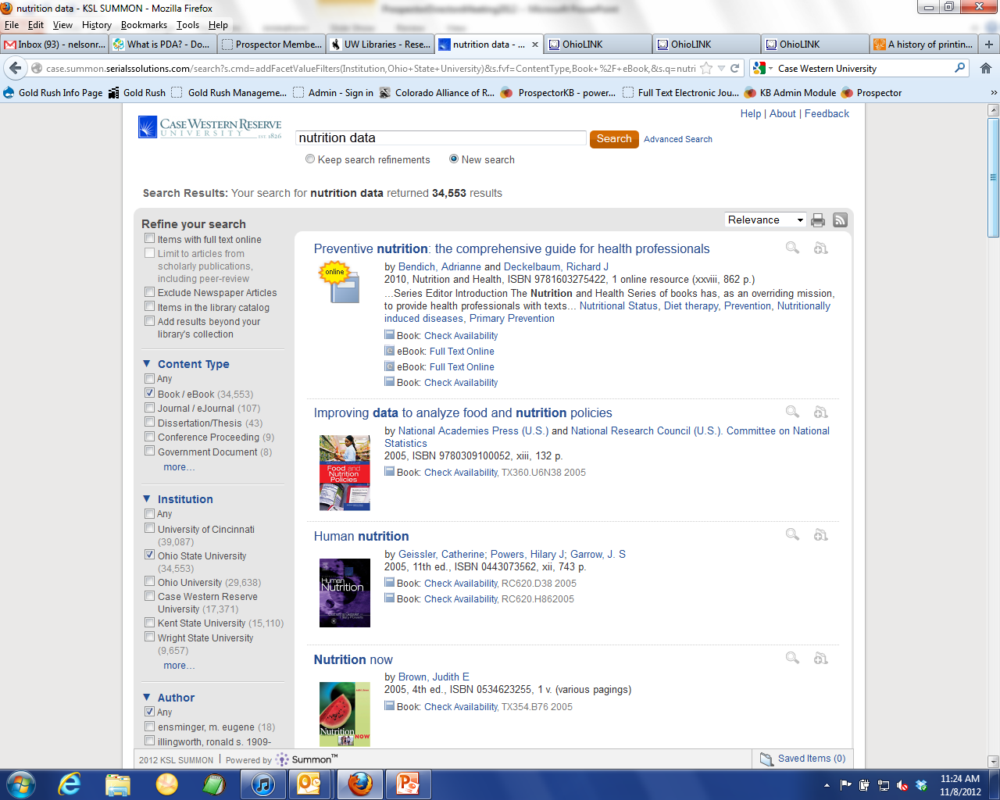 nutrition data - KSL SUMMON - Mozilla Firefox
File Edit View History Bookmarks Tools Help
Inbox (93) - nelsonr... What is PDA? - Do... Prospector Membe... UW Libraries - Rese... nutrition data - ... OhioLINK OhioLINK OhioLINK A history of printin...
case.summon.serialssolutions.com/search?s.cmd=addFacetValueFilters(Institution,Ohio+State+University)&s.fvf=ContentType,Book+%2F+eBook,&s.q=nutri Case Western University
Gold Rush Info Page Gold Rush Gold Rush Manageme... Admin - Sign in Colorado Alliance of R... ProspectorKB - power... Full Text Electronic Jou... KB Admin Module Prospector
Help | About | Feedback
CASE WESTERN RESERVE
UNIVERSITY EST 1826
nutrition data Search Advanced Search
Keep search refinements New search
Search Results: Your search for nutrition data returned 34,553 results
Refine your search
Items with full text online
Limit to articles from
scholarly publications,
including peer-review
Exclude Newspaper Articles
Items in the library catalog
Add results beyond your
library's collection
Content Type
Any
Book / eBook (34,553)
Journal / eJournal (107)
Dissertation/Thesis (43)
Conference Proceeding (9)
Government Document (8)
more...
Institution
Any
University of Cincinnati
(39,087)
Ohio State University
(34,553)
Ohio University (29,638)
Case Western Reserve
University (17,371)
Kent State University (15,110)
Wright State University
(9,657)
more...
Author
Any
ensminger, m. eugene (18)
illingworth, ronald s. 1909-
Relevance
Preventive nutrition: the comprehensive guide for health professionals
online
by Bendich, Adrianne and Deckelbaum, Richard J
2010, Nutrition and Health, ISBN 9781603275422, 1 online resource (xxviii, 862 p.)
...Series Editor Introduction The Nutrition and Health Series of books has, as an overriding mission,
to provide health professionals with texts... Nutritional Status, Diet therapy, Prevention, Nutritionally
induced diseases, Primary Prevention
Book: Check Availability
eBook: Full Text Online
eBook: Full Text Online
Book: Check Availability
Improving data to analyze food and nutrition policies
by National Academies Press (U.S.) and National Research Council (U.S.). Committee on National
Statistics
2005, ISBN 9780309100052, xiii, 132 p.
Book: Check Availability, TX360.U6N38 2005
Food and
Nutrition
Policies
Human nutrition
by Geissler, Catherine; Powers, Hilary J; Garrow, J. S
2005, 11th ed., ISBN 0443073562, xii, 743 p.
Book: Check Availability, RC620.D38 2005
Book: Check Availability, RC620.H862005
Human
Nutrition
Nutrition now
by Brown, Judith E
2005, 4th ed., ISBN 0534623255, 1 v. (various pagings)
Book: Check Availability, TX354.B76 2005
Nutrition
NOW
2012 KSL SUMMON | Powered by Summon™
Saved Items (0)
11:24 AM
11/8/2012